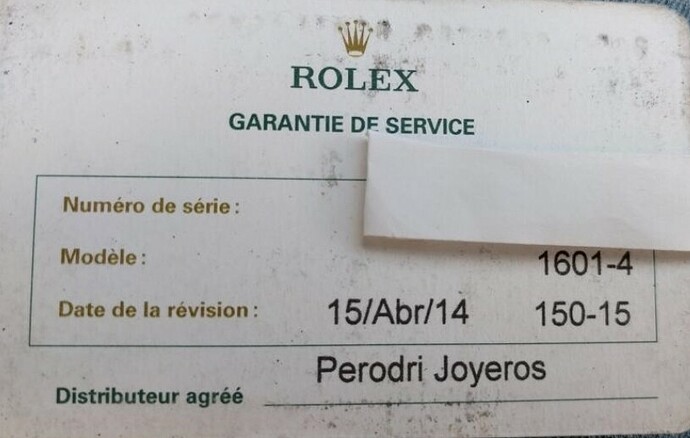 ROLEX
GARANTIE DE SERVICE
Numéro de série :
Modèle : 1601-4
Date de la révision : 15/Abr/14 150-15
Perodri Joyeros
Distributeur agréé